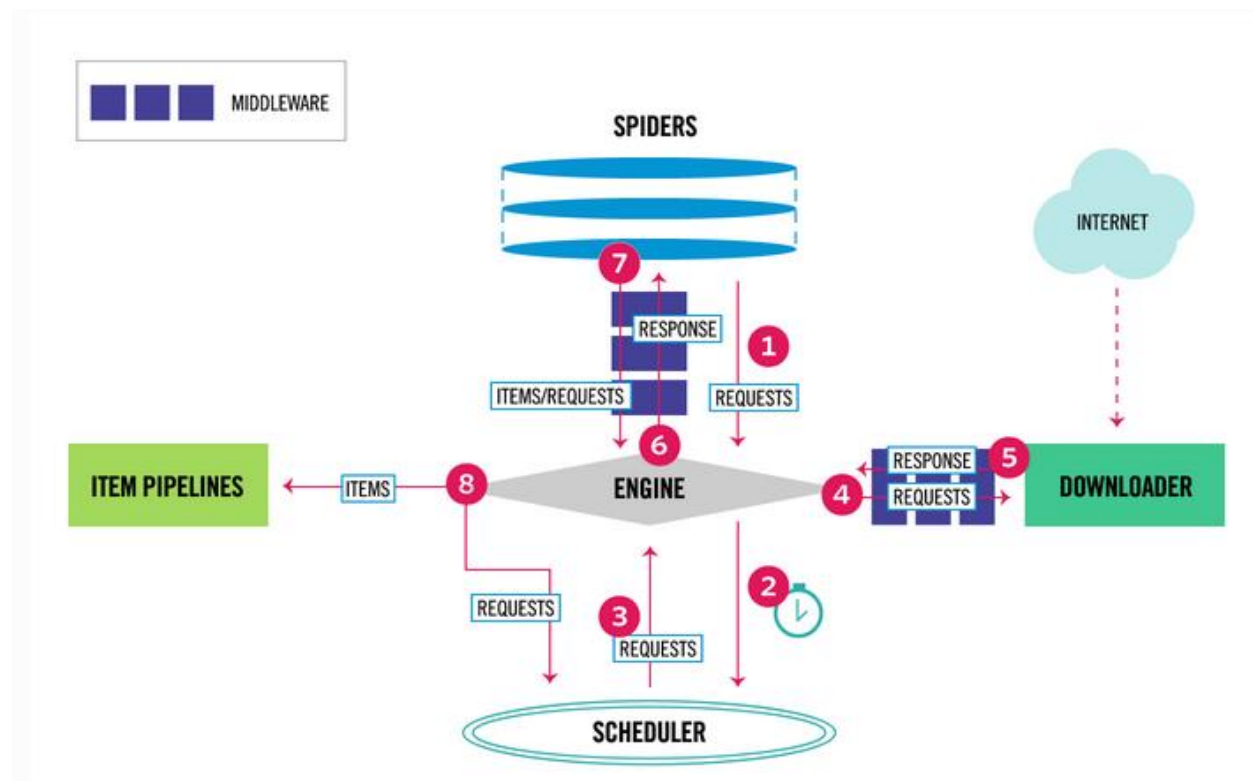 MIDDLEWARE
SPIDERS
INTERNET
7
RESPONSE
1
ITEMS/REQUESTS
REQUESTS
6
ITEM PIPELINES
ITEMS
8
ENGINE
4
RESPONSE
5
REQUESTS
DOWNLOADER
2
REQUESTS
3
REQUESTS
SCHEDULER